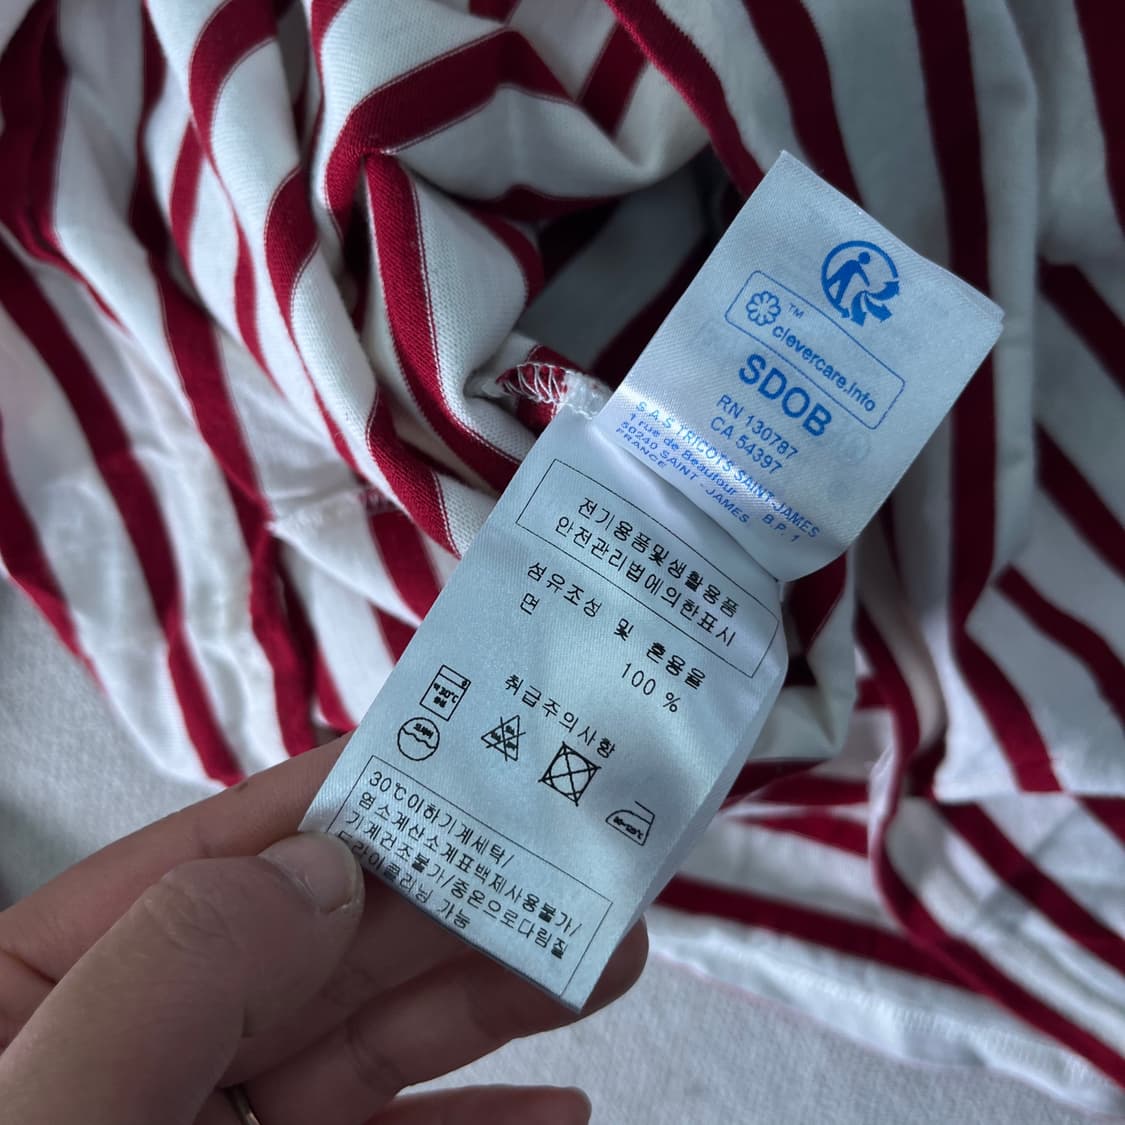 ™
clevercare.info
SDOB
RN 130787
CA 54397
S.A.S TRICOTS SAINT-JAMES
1 rue de Beaufour B.P. 1
50240 SAINT - JAMES
FRANCE
전기용품및생활용품
안전관리법에의한표시
섬유조성 및 혼용율
면 100 %
취급주의사항
30℃이하기계세탁/
염소계산소계표백제사용불가/
기계건조불가/중온으로다림질
드라이클리닝 가능